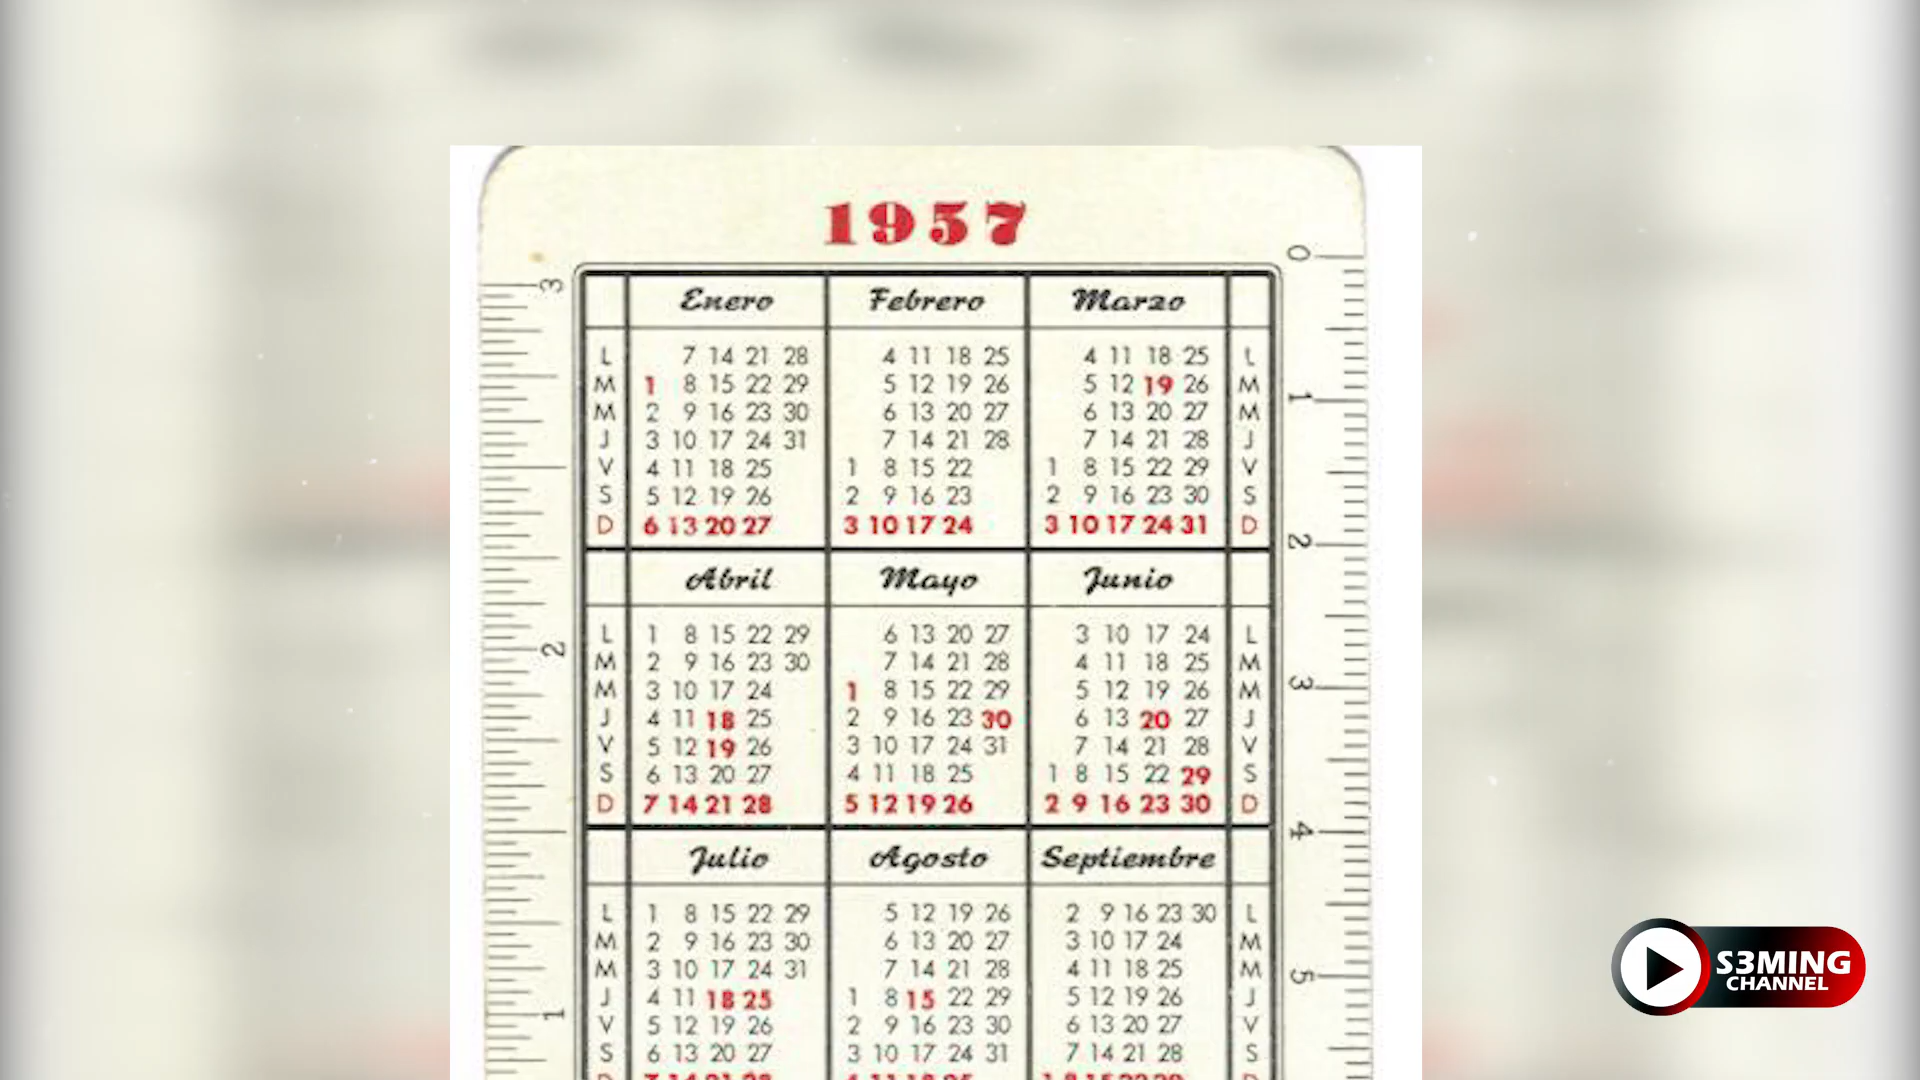 1957
Enero Febrero Marzo
L 7 14 21 28 4 11 18 25 4 11 18 25 L
M 1 8 15 22 29 5 12 19 26 5 12 19 26 M
M 2 9 16 23 30 6 13 20 27 6 13 20 27 M
J 3 10 17 24 31 7 14 21 28 7 14 21 28 J
V 4 11 18 25 1 8 15 22 1 8 15 22 29 V
S 5 12 19 26 2 9 16 23 2 9 16 23 30 S
D 6 13 20 27 3 10 17 24 3 10 17 24 31 D
Abril Mayo Junio
L 1 8 15 22 29 6 13 20 27 3 10 17 24 L
M 2 9 16 23 30 7 14 21 28 4 11 18 25 M
M 3 10 17 24 1 8 15 22 29 5 12 19 26 M
J 4 11 18 25 2 9 16 23 30 6 13 20 27 J
V 5 12 19 26 3 10 17 24 31 7 14 21 28 V
S 6 13 20 27 4 11 18 25 1 8 15 22 29 S
D 7 14 21 28 5 12 19 26 2 9 16 23 30 D
Julio Agosto Septiembre
L 1 8 15 22 29 5 12 19 26 2 9 16 23 30 L
M 2 9 16 23 30 6 13 20 27 3 10 17 24 M
M 3 10 17 24 31 7 14 21 28 4 11 18 25 M
J 4 11 18 25 1 8 15 22 29 5 12 19 26 J
V 5 12 19 26 2 9 16 23 30 6 13 20 27 V
S 6 13 20 27 3 10 17 24 31 7 14 21 28 S
3
2
1
0
1
2
3
4
5
S3MING
CHANNEL